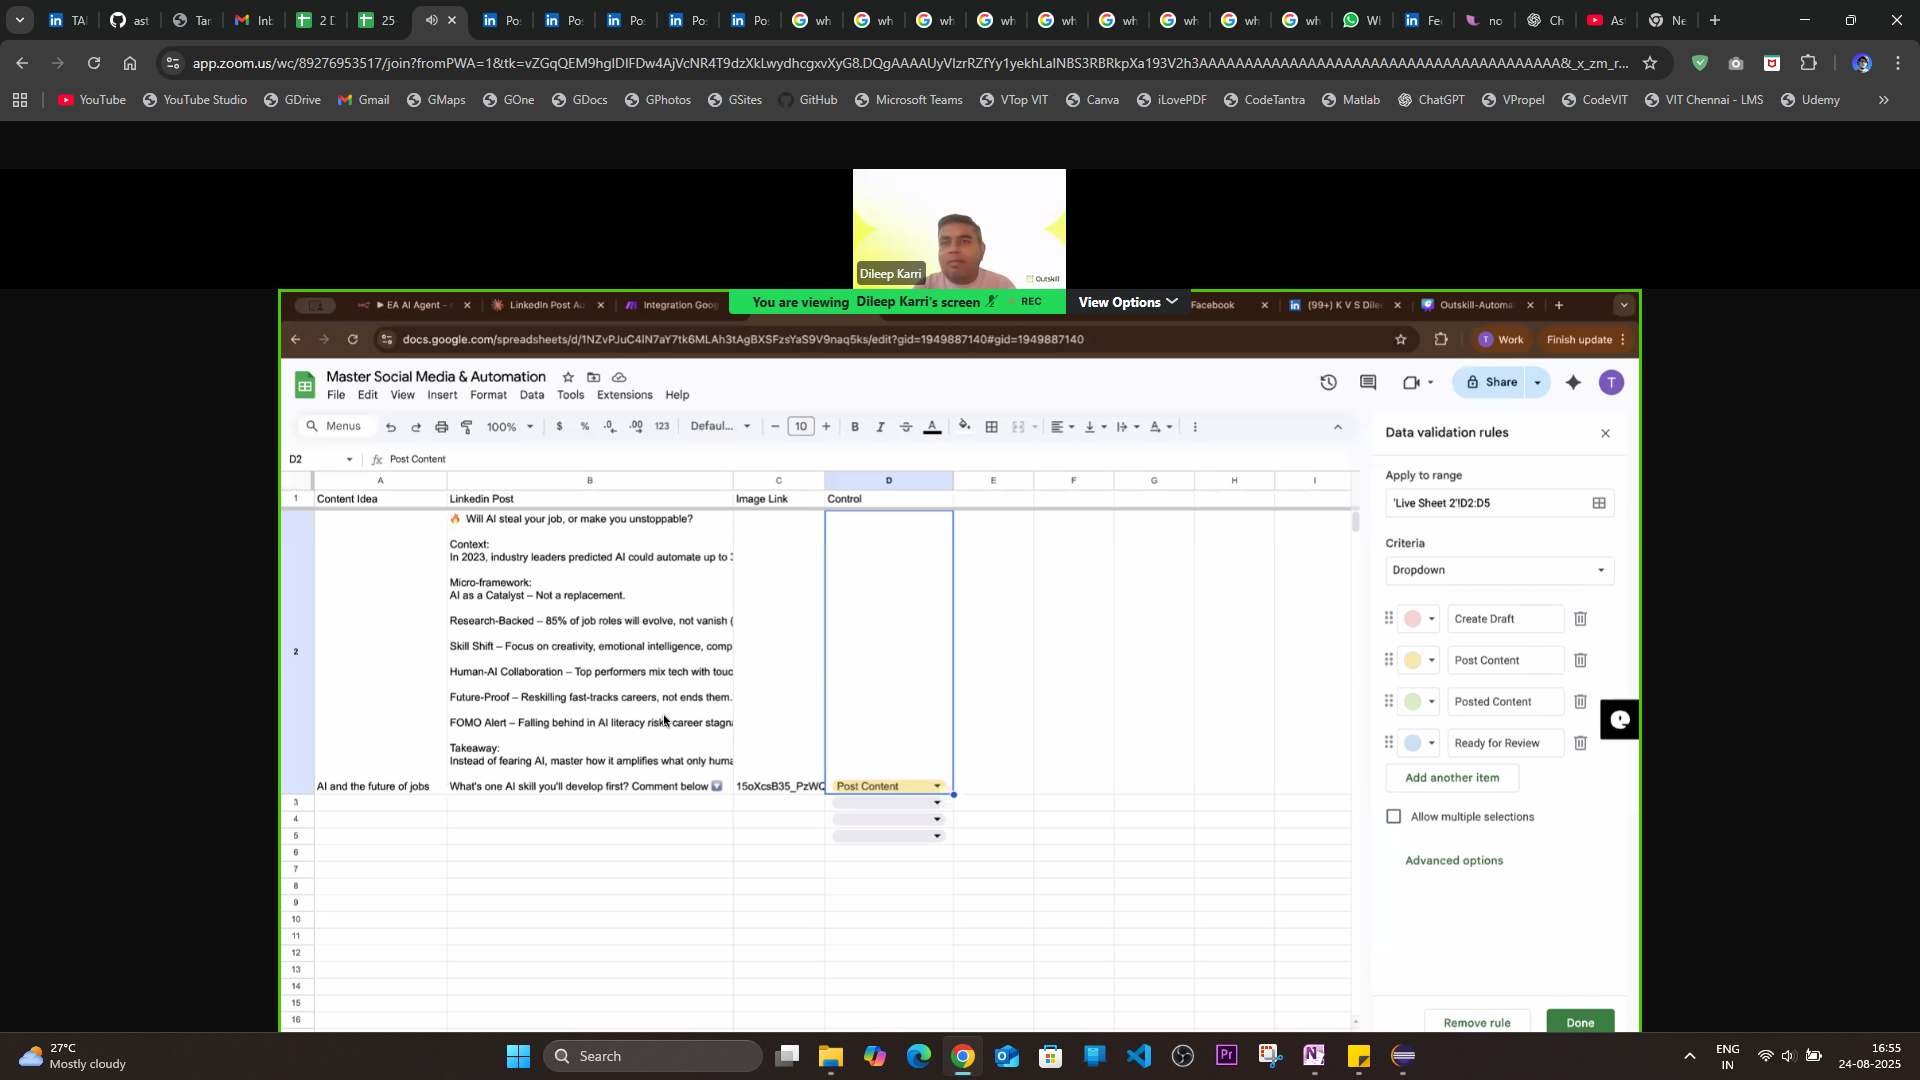 TAI
ast
Tar
Inb
2 D
25-
Po:
Po:
Po:
Po:
Po:
wh
wh
wh
wh
wh
wh
wh
wh
wh
WI
Fee
no
Ch
As
Ne
app.zoom.us/wc/89276953517/join?fromPWA=1&tk=
YouTube
YouTube Studio
GDrive
Gmail
GMaps
GOne
GDocs
GPhotos
GSites
GitHub
Microsoft Teams
VTop VIT
Canva
iLovePDF
CodeTantra
Matlab
ChatGPT
VPropel
CodeVIT
VIT Chennai - LMS
Udemy
Dileep Karri
Outskill
EA AI Agent -
LinkedIn Post Au
Integration Goog
You are viewing Dileep Karri's screen
REC
View Options
Facebook
(99+) K V S Dile
Outskill-Automa
docs.google.com/spreadsheets/d/1NZvPJuC4lN7aY7tk6MLAh3tAgBXSFzsYaS9V9naq5ks/edit?gid=1949887140#gid=1949887140
Work
Finish update
Master Social Media & Automation
Share
T
File Edit View Insert Format Data Tools Extensions Help
Menus
100%
$
%
.0
.00
123
Defaul...
10
B
I
A
D2
fx
Post Content
A B C D E F G H I
1 Content Idea Linkedin Post Image Link Control
2
🔥 Will AI steal your job, or make you unstoppable?
Context:
In 2023, industry leaders predicted AI could automate up to 3
Micro-framework:
AI as a Catalyst – Not a replacement.
Research-Backed – 85% of job roles will evolve, not vanish (
Skill Shift – Focus on creativity, emotional intelligence, comp
Human-AI Collaboration – Top performers mix tech with touc
Future-Proof – Reskilling fast-tracks careers, not ends them.
FOMO Alert – Falling behind in AI literacy risks career stagna
Takeaway:
Instead of fearing AI, master how it amplifies what only huma
AI and the future of jobs What's one AI skill you'll develop first? Comment below 🔽 15oXcsB35_PzWC Post Content
3
4
5
6
7
8
9
10
11
12
13
14
15
16
Data validation rules
Apply to range
'Live Sheet 2'!D2:D5
Criteria
Dropdown
Create Draft
Post Content
Posted Content
Ready for Review
Add another item
Allow multiple selections
Advanced options
Remove rule
Done
27°C
Mostly cloudy
Search
ENG
IN
16:55
24-08-2025